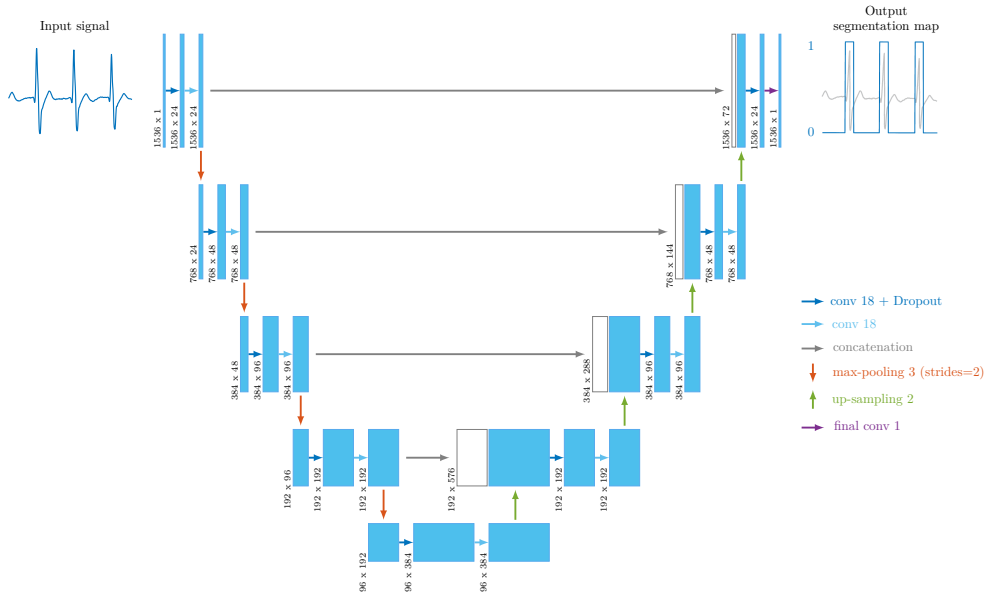 Input signal
Output
segmentation map
1
0
1536 x 1
1536 x 24
1536 x 24
1536 x 72
1536 x 24
1536 x 1
768 x 24
768 x 48
768 x 48
768 x 144
768 x 48
768 x 48
384 x 48
384 x 96
384 x 96
384 x 288
384 x 96
384 x 96
192 x 96
192 x 192
192 x 192
192 x 576
192 x 192
192 x 192
96 x 192
96 x 384
96 x 384
conv 18 + Dropout
conv 18
concatenation
max-pooling 3 (strides=2)
up-sampling 2
final conv 1